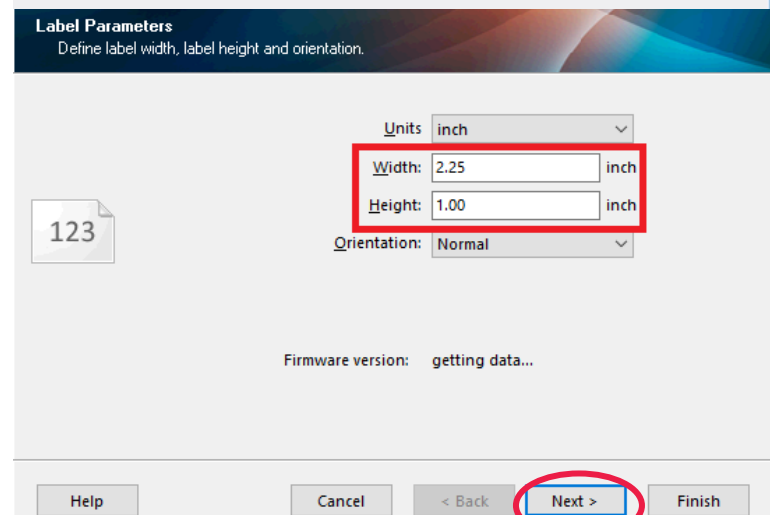 Label Parameters
Define label width, label height and orientation.
Units inch
Width: 2.25 inch
Height: 1.00 inch
123
Orientation: Normal
Firmware version: getting data...
Help Cancel < Back Next > Finish